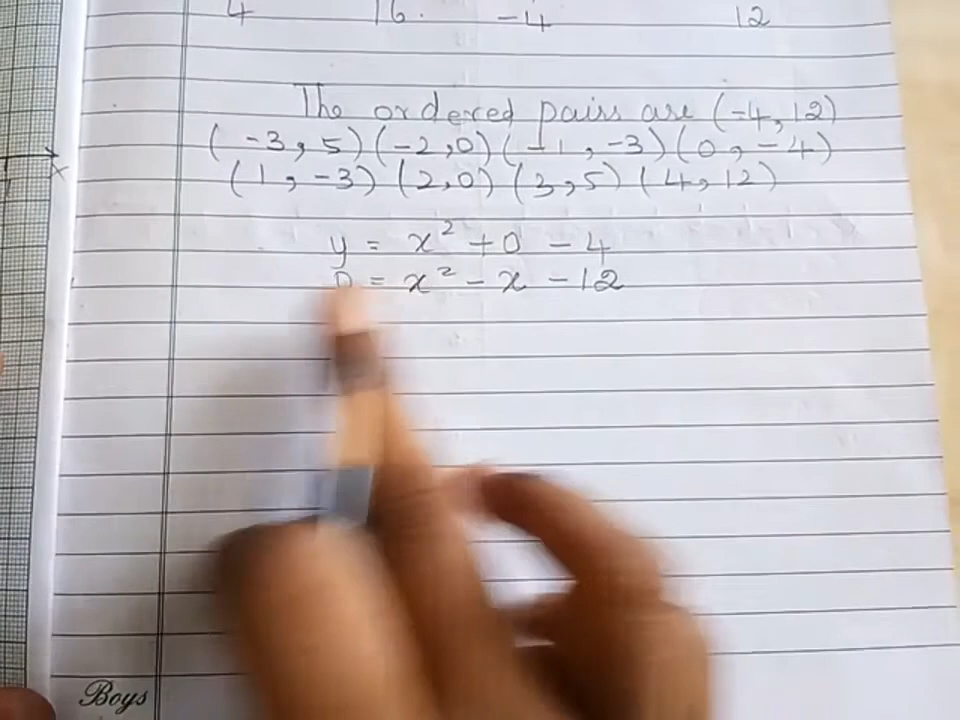 4 16. -4 12
The ordered pairs are (-4, 12)
(-3, 5) (-2, 0) (-1, -3) (0, -4)
(1, -3) (2, 0) (3, 5) (4, 12)
y = x² + 0 - 4
0 = x² - x - 12
x
Boys